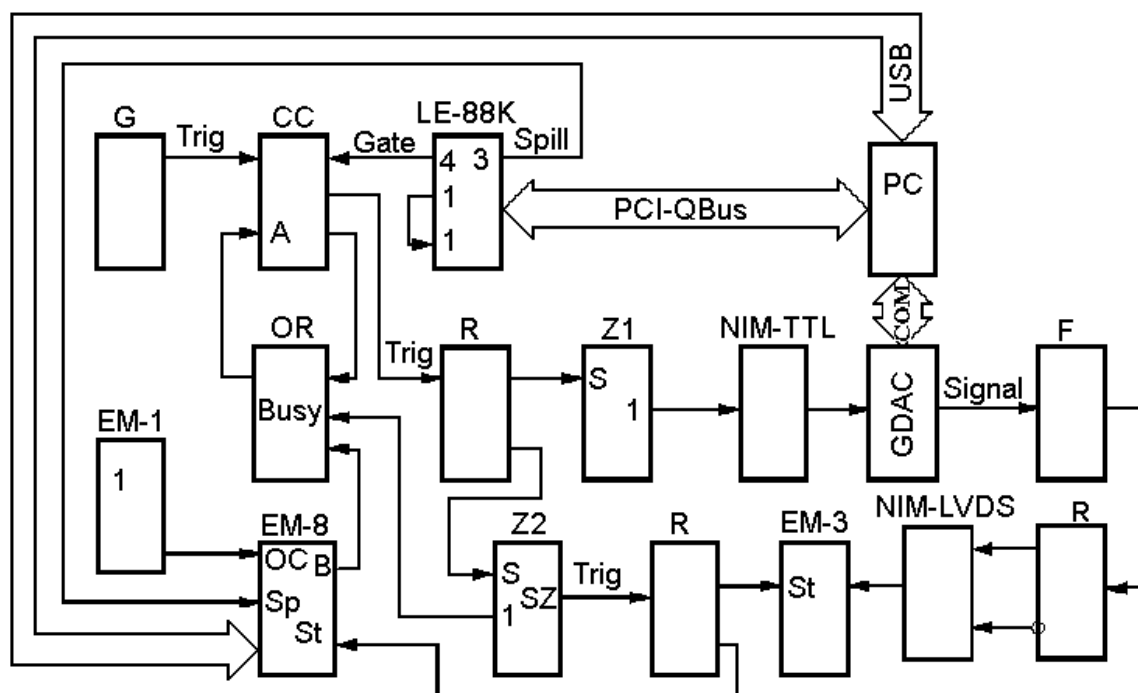 USB
G
CC
LE-88K
Trig
Gate
4 3
Spill
PC
1
A
1
PCI-QBus
COM
OR
R
Z1
NIM-TTL
F
Trig
S
1
GDAC
Signal
Busy
EM-1
1
EM-8
Z2
R
EM-3
NIM-LVDS
R
OC B
S
SZ
Trig
St
Sp
1
St